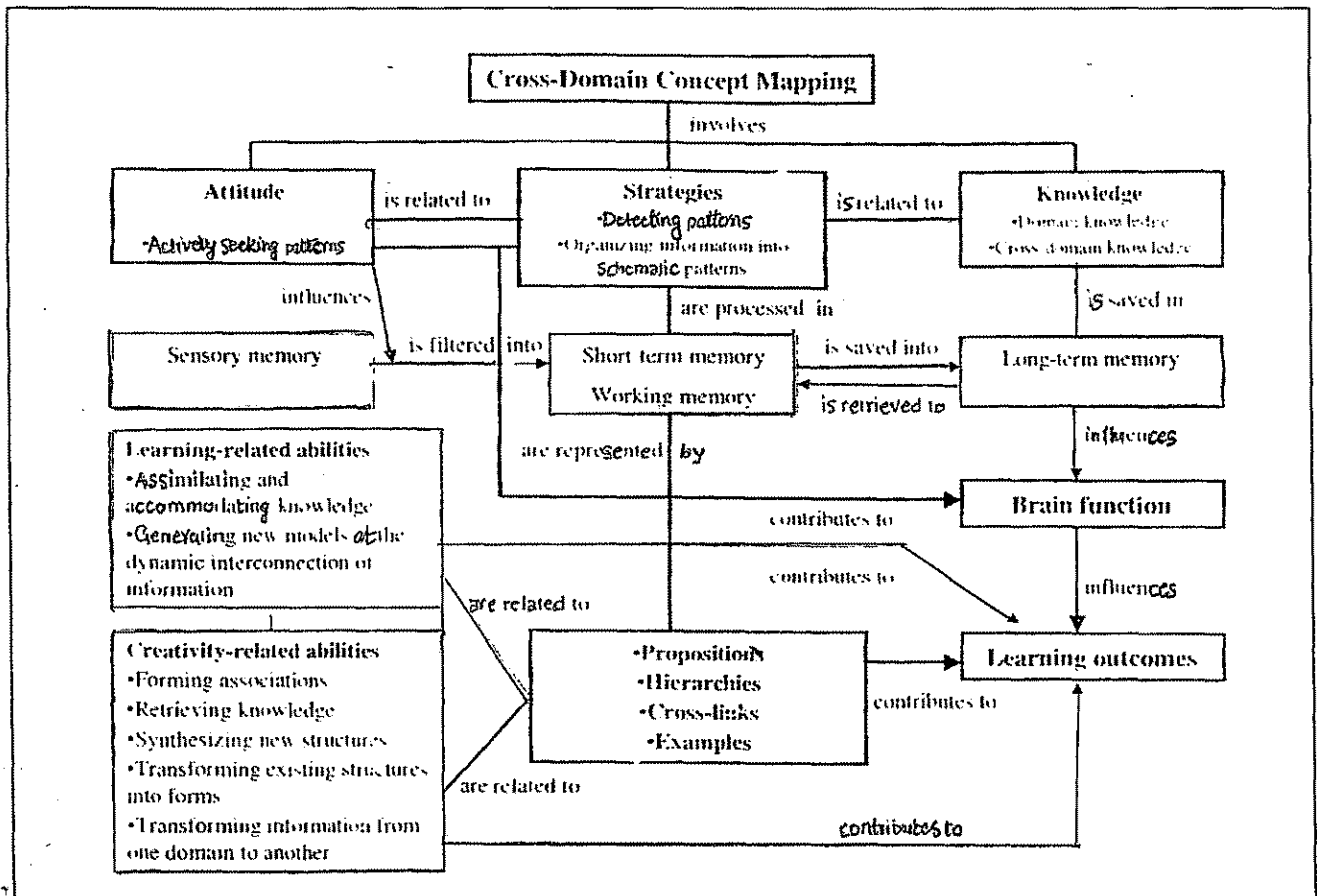 Cross-Domain Concept Mapping
involves
Attitude
•Actively seeking patterns
is related to
Strategies
•Detecting patterns
•Organizing information into
schematic patterns
is related to
Knowledge
•Domain knowledge
•Cross-domain knowledge
influences
are processed in
is saved in
Sensory memory
is filtered into
Short term memory
Working memory
is saved into
is retrieved to
Long-term memory
Learning-related abilities
•Assimilating and
accommodating knowledge
•Generating new models at the
dynamic interconnection of
information
are represented by
influences
Brain function
contributes to
contributes to
influences
are related to
Creativity-related abilities
•Forming associations
•Retrieving knowledge
•Synthesizing new structures
•Transforming existing structures
into forms
•Transforming information from
one domain to another
•Propositions
•Hierarchies
•Cross-links
•Examples
Learning outcomes
contributes to
are related to
contributes to